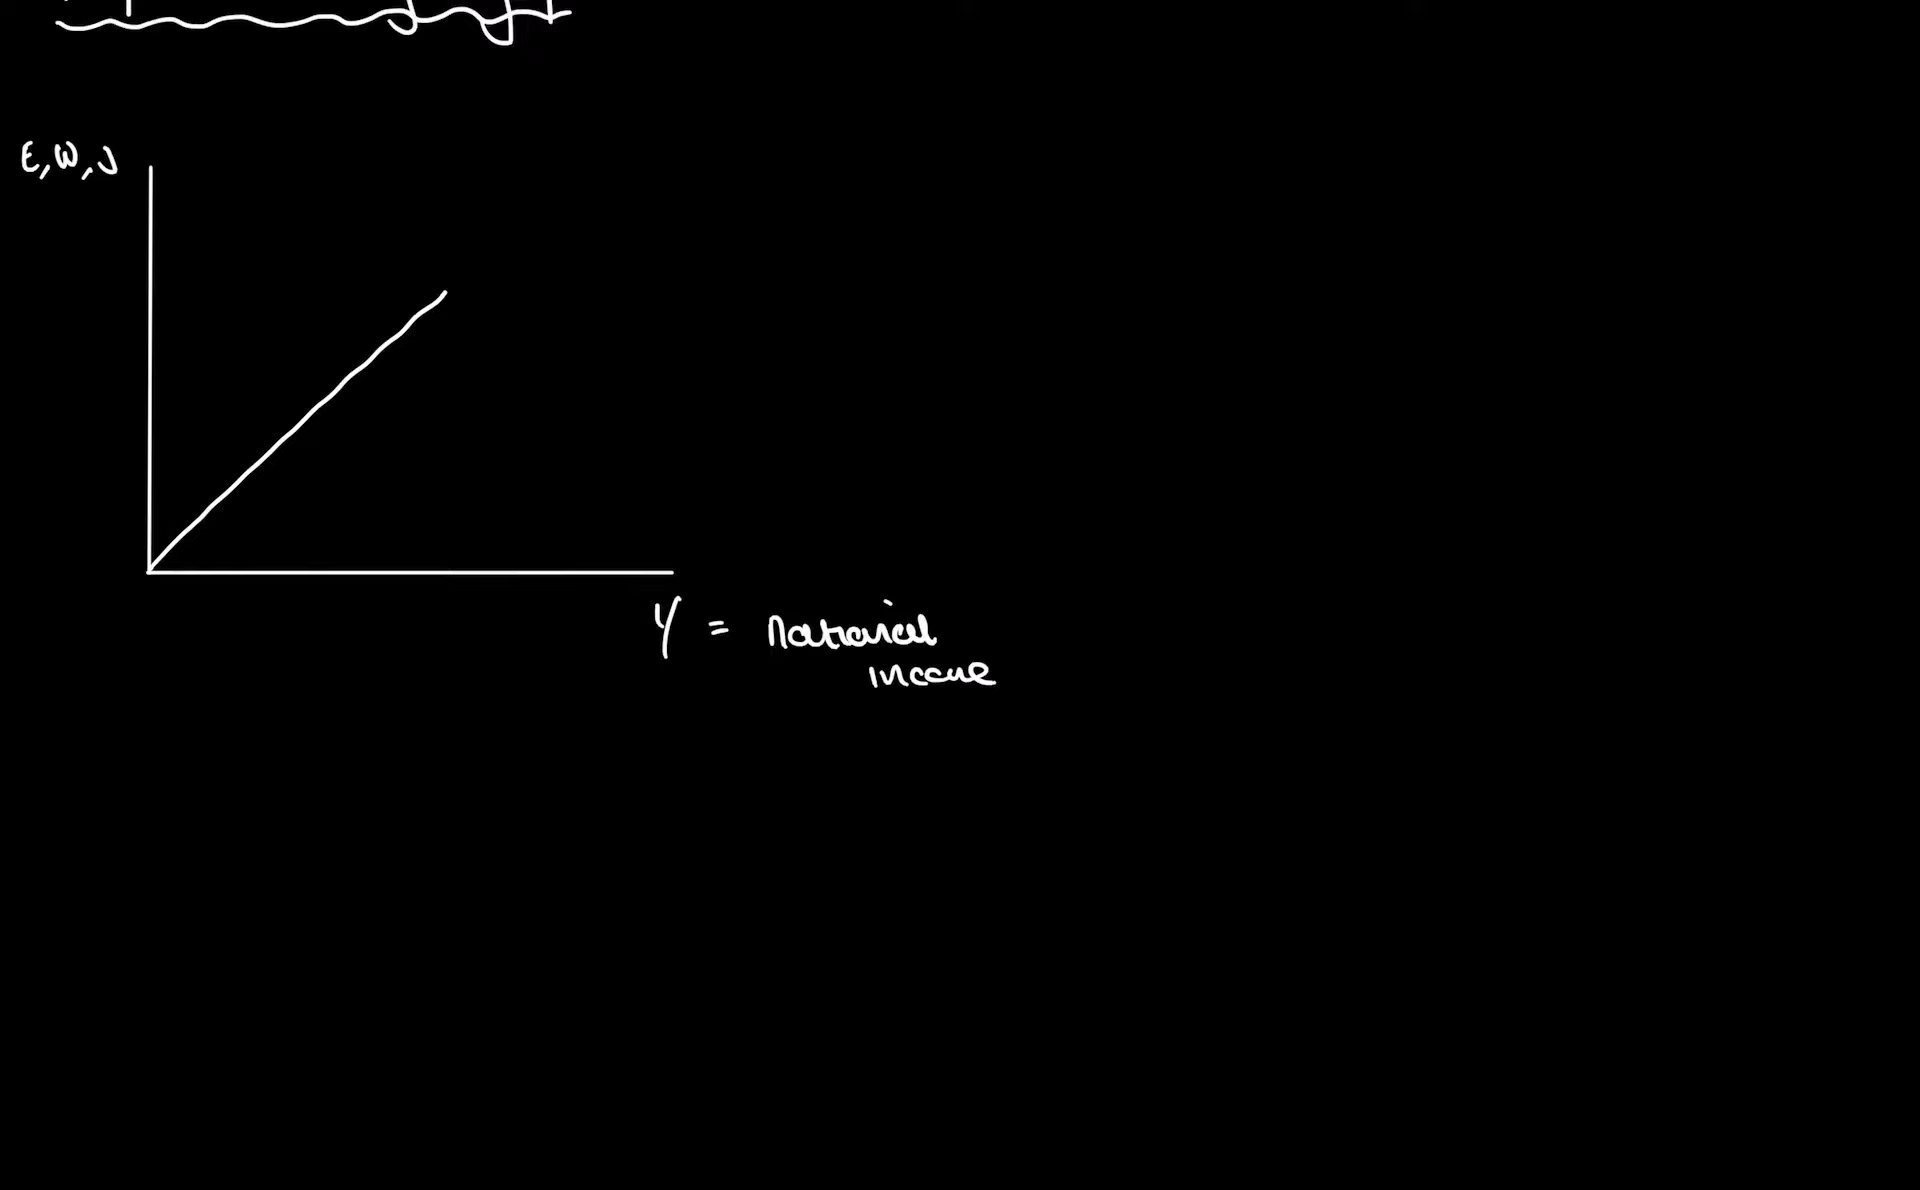 E, W, J
Y = National
income